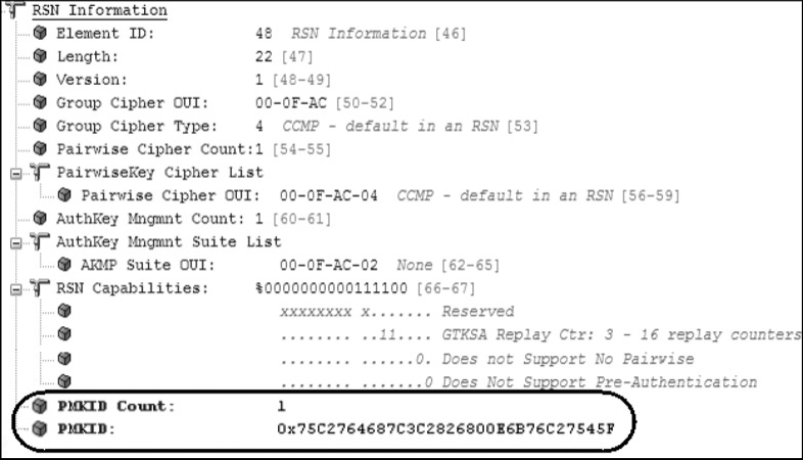 RSN Information
Element ID: 48 RSN Information [46]
Length: 22 [47]
Version: 1 [48-49]
Group Cipher OUI: 00-0F-AC [50-52]
Group Cipher Type: 4 CCMP - default in an RSN [53]
Pairwise Cipher Count:1 [54-55]
PairwiseKey Cipher List
Pairwise Cipher OUI: 00-0F-AC-04 CCMP - default in an RSN [56-59]
AuthKey Mngmnt Count: 1 [60-61]
AuthKey Mngmnt Suite List
AKMP Suite OUI: 00-0F-AC-02 None [62-65]
RSN Capabilities: %0000000000111100 [66-67]
xxxxxxxx x....... Reserved
........ ..11.... GTKSA Replay Ctr: 3 - 16 replay counters
........ ......0. Does not Support No Pairwise
........ .......0 Does Not Support Pre-Authentication
PMKID Count: 1
PMKID: 0x75C2764687C3C2826800E6B76C27545F